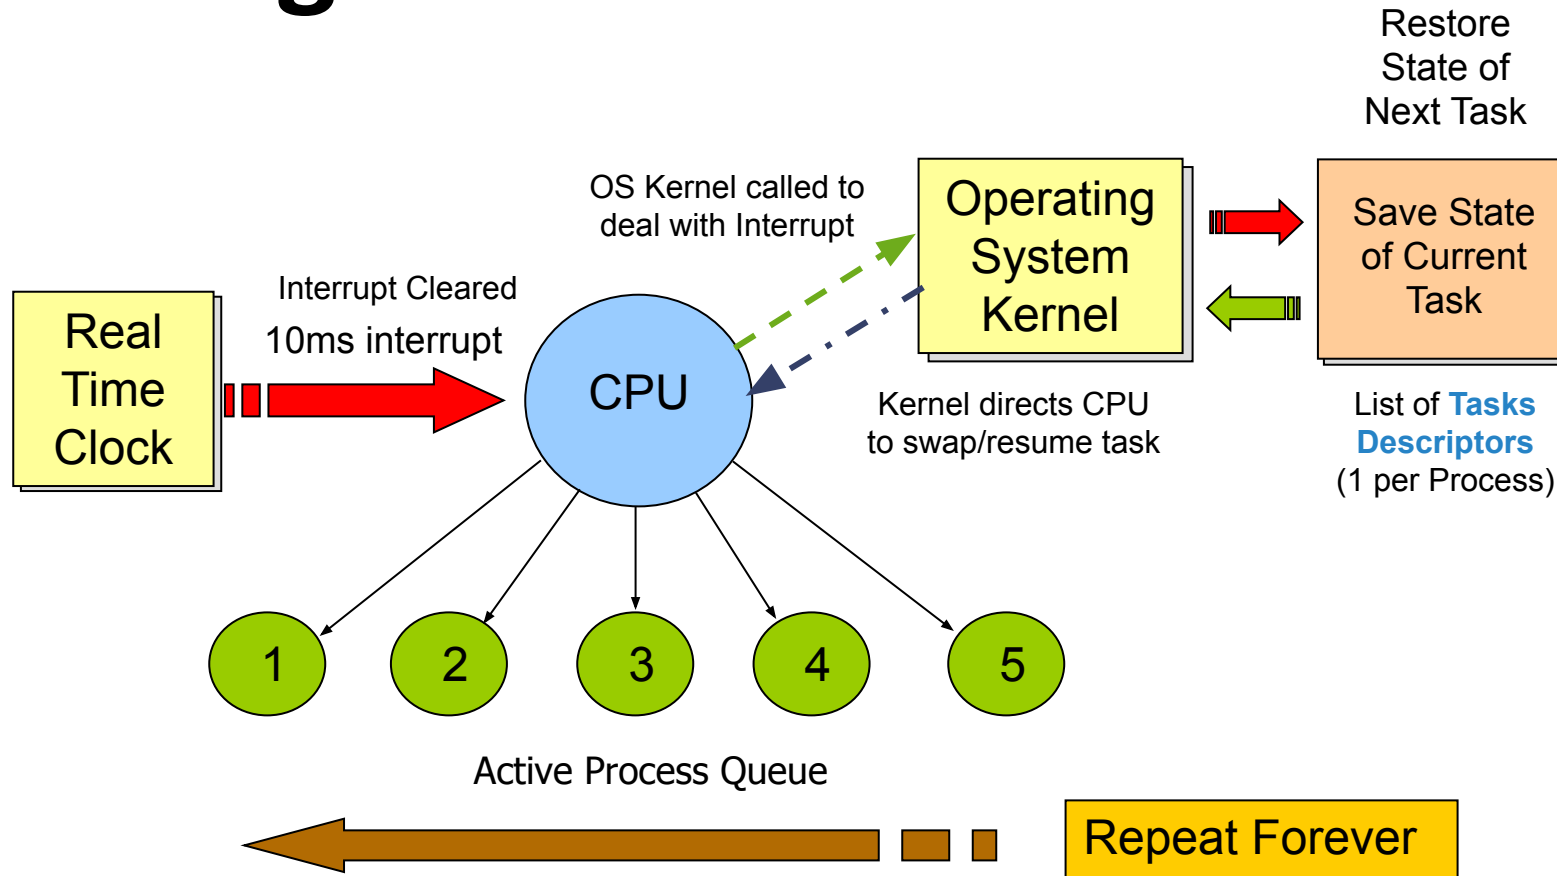 g
Restore
State of
Next Task
OS Kernel called to
deal with Interrupt
Operating
System
Kernel
Save State
of Current
Task
Interrupt Cleared
10ms interrupt
Real
Time
Clock
CPU
Kernel directs CPU
to swap/resume task
List of Tasks
Descriptors
(1 per Process)
1
2
3
4
5
Active Process Queue
Repeat Forever